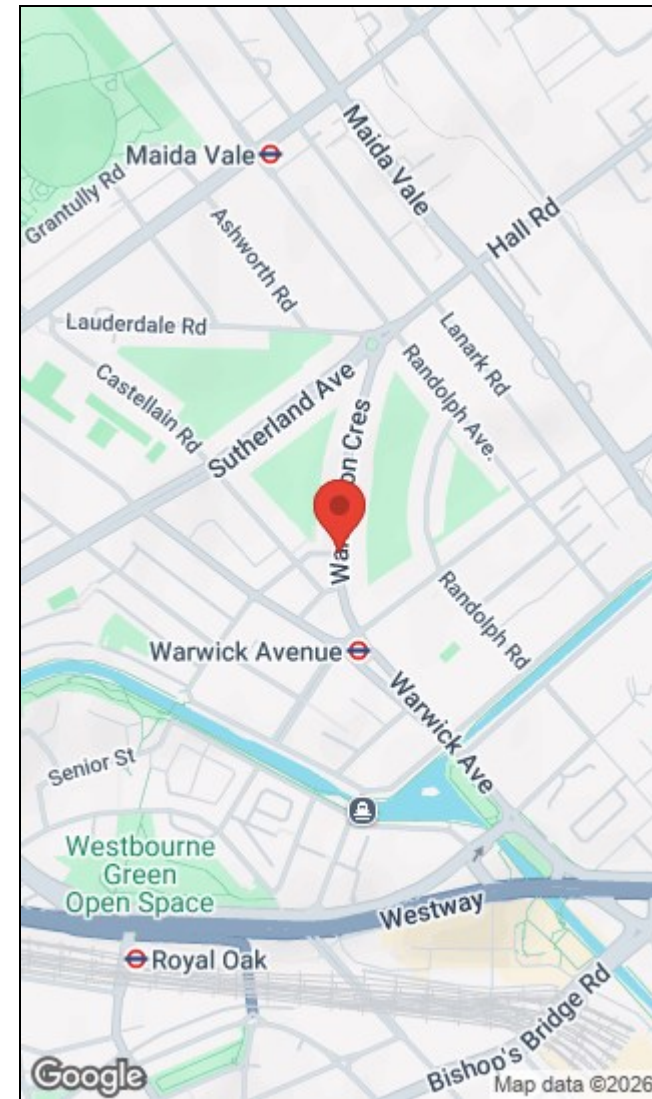 Maida Vale
Maida Vale
Grantully Rd
Hall Rd
Ashworth Rd
Lauderdale Rd
Lanark Rd
Castellain Rd
Sutherland Ave
Randolph Ave.
on Cres
Randolph Rd
Warwick Avenue
Warwick Ave
Senior St
Westbourne
Green
Open Space
Westway
Royal Oak
Bishop's Bridge Rd
Google
Map data ©2026